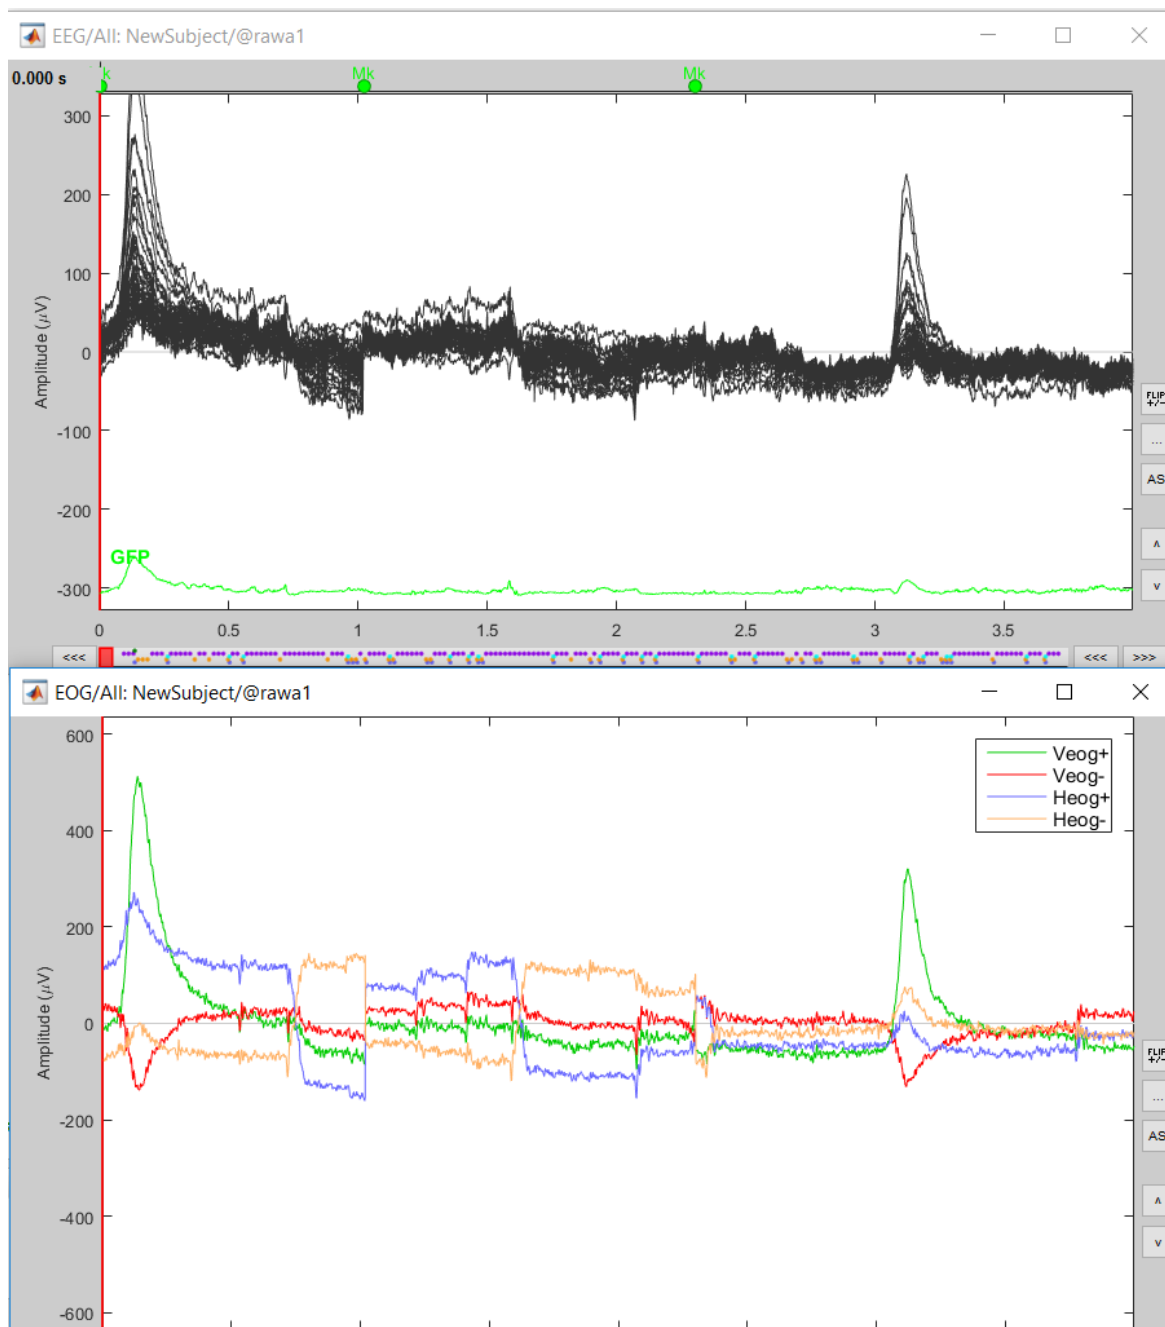 EEG/All: NewSubject/@rawa1
0.000 s
k Mk Mk
300
200
100
0
-100
-200
-300
Amplitude (μV)
GFP
0 0.5 1 1.5 2 2.5 3 3.5
FLIP
+/-
...
AS
^
v
<<< <<< >>>
EOG/All: NewSubject/@rawa1
600
400
200
0
-200
-400
-600
Amplitude (μV)
Veog+
Veog-
Heog+
Heog-
FLIP
+/-
...
AS
^
v